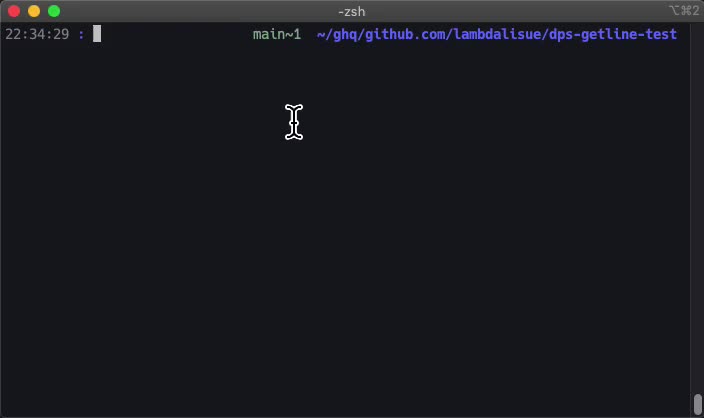 -zsh ⌥⌘2
22:34:29 : main~1 ~/ghq/github.com/lambdalisue/dps-getline-test